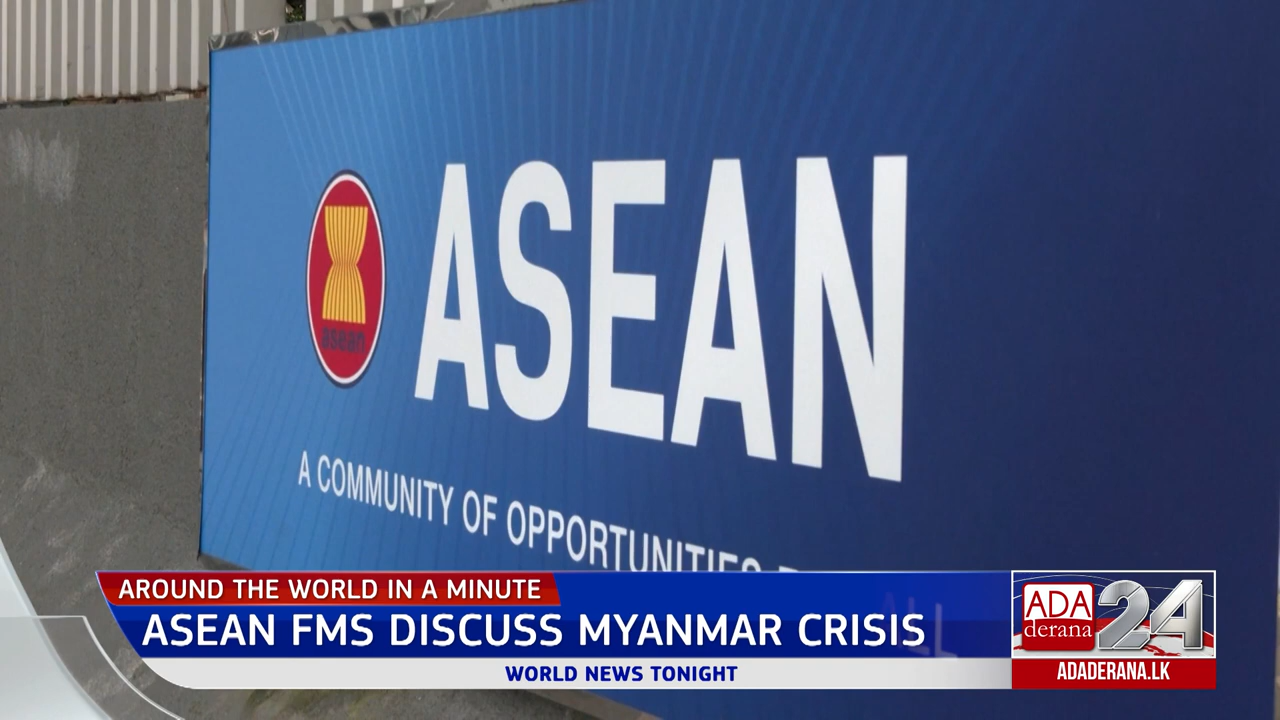 ASEAN
asean
A COMMUNITY OF OPPORTUNITIES
AROUND THE WORLD IN A MINUTE
ASEAN FMS DISCUSS MYANMAR CRISIS
WORLD NEWS TONIGHT
ADA
derana
24
ADADERANA.LK